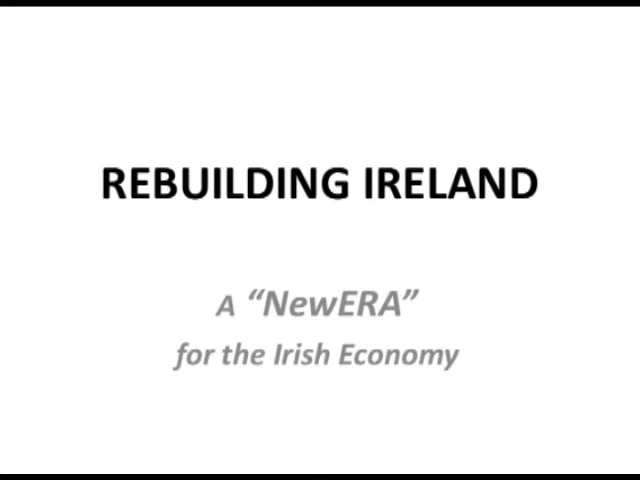 REBUILDING IRELAND
A “NewERA”
for the Irish Economy